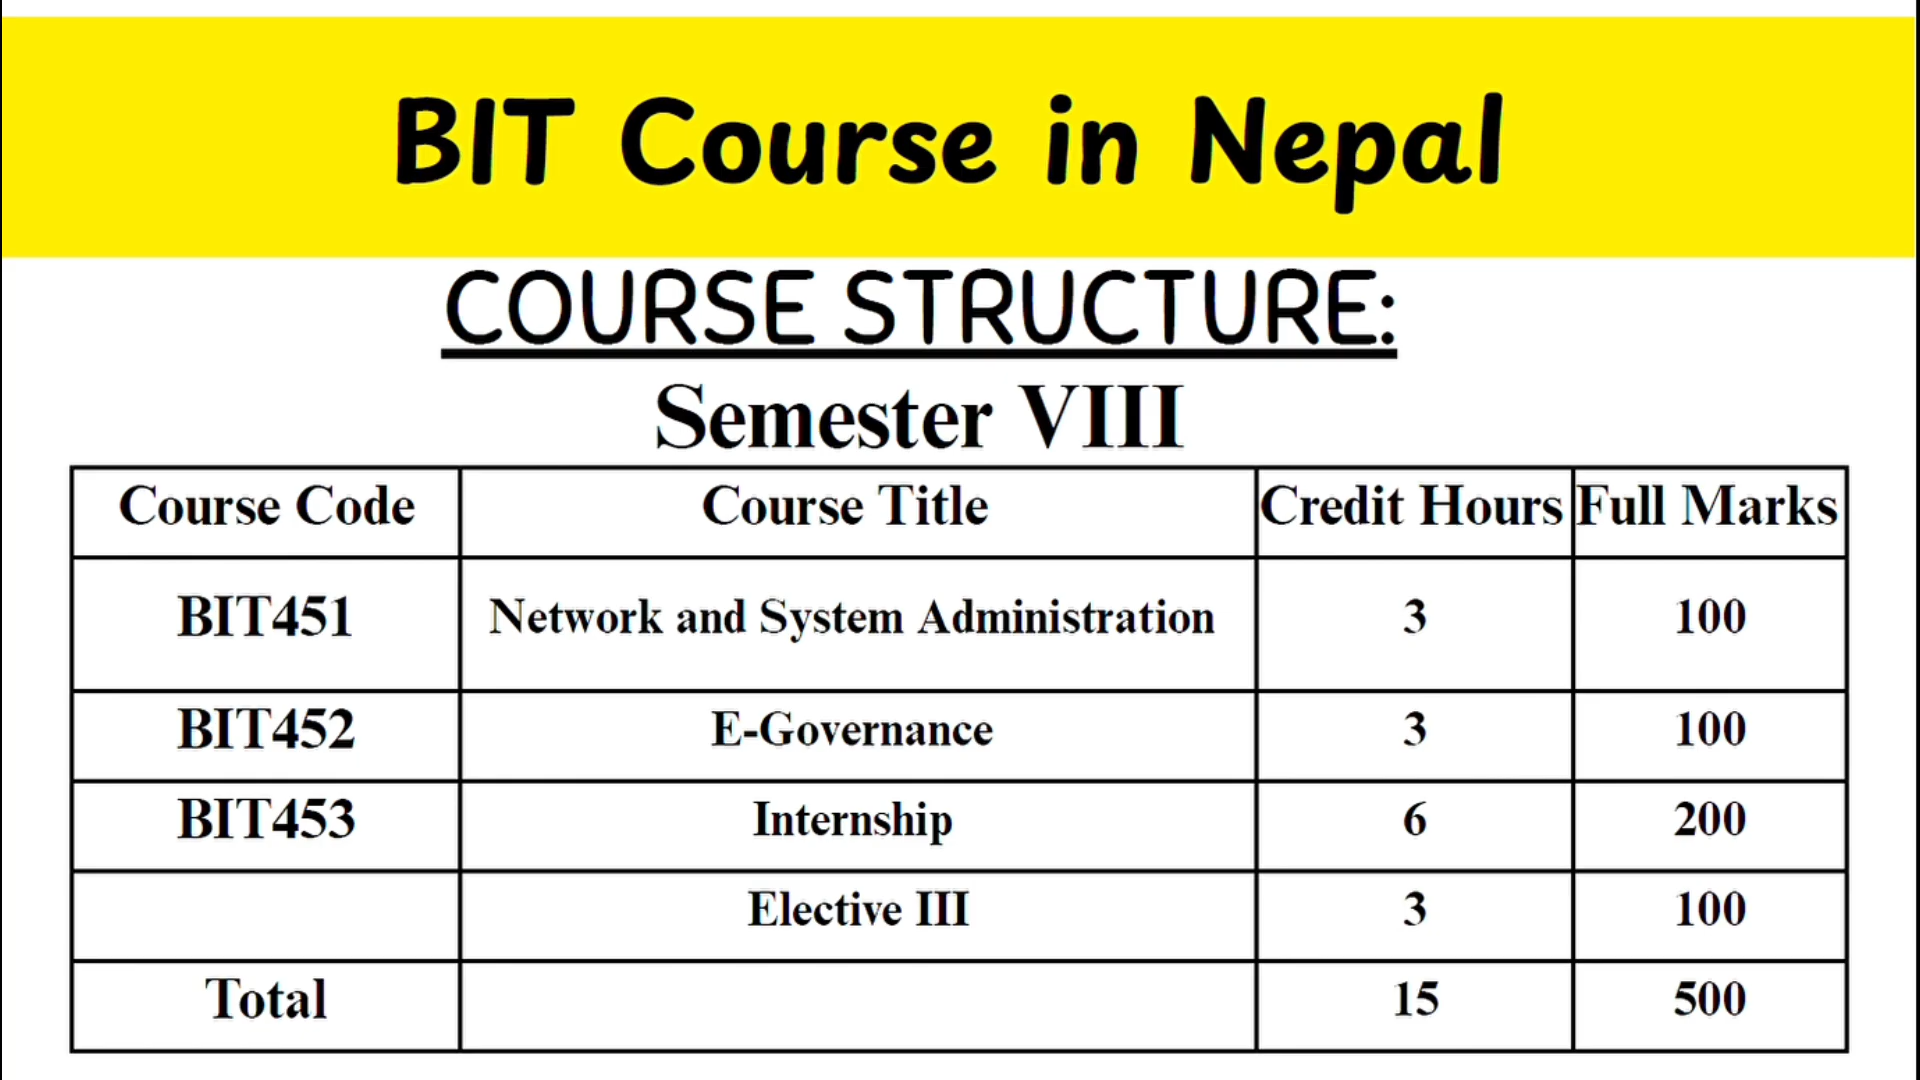 BIT Course in Nepal
COURSE STRUCTURE:
Semester VIII
Course Code Course Title Credit Hours Full Marks
BIT451 Network and System Administration 3 100
BIT452 E-Governance 3 100
BIT453 Internship 6 200
Elective III 3 100
Total 15 500